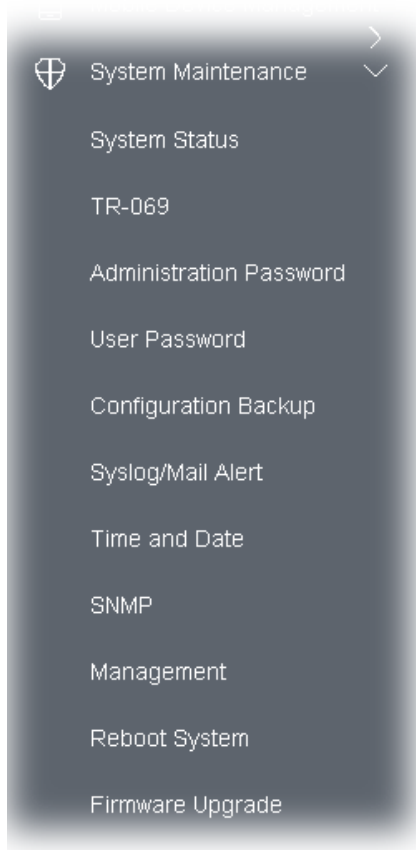 System Maintenance
System Status
TR-069
Administration Password
User Password
Configuration Backup
Syslog/Mail Alert
Time and Date
SNMP
Management
Reboot System
Firmware Upgrade